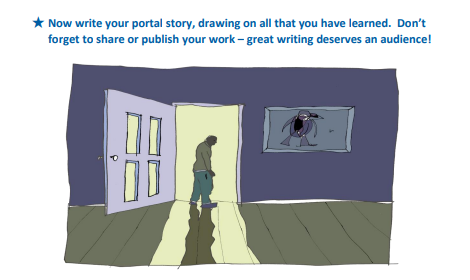 ★ Now write your portal story, drawing on all that you have learned.  Don't
forget to share or publish your work – great writing deserves an audience!